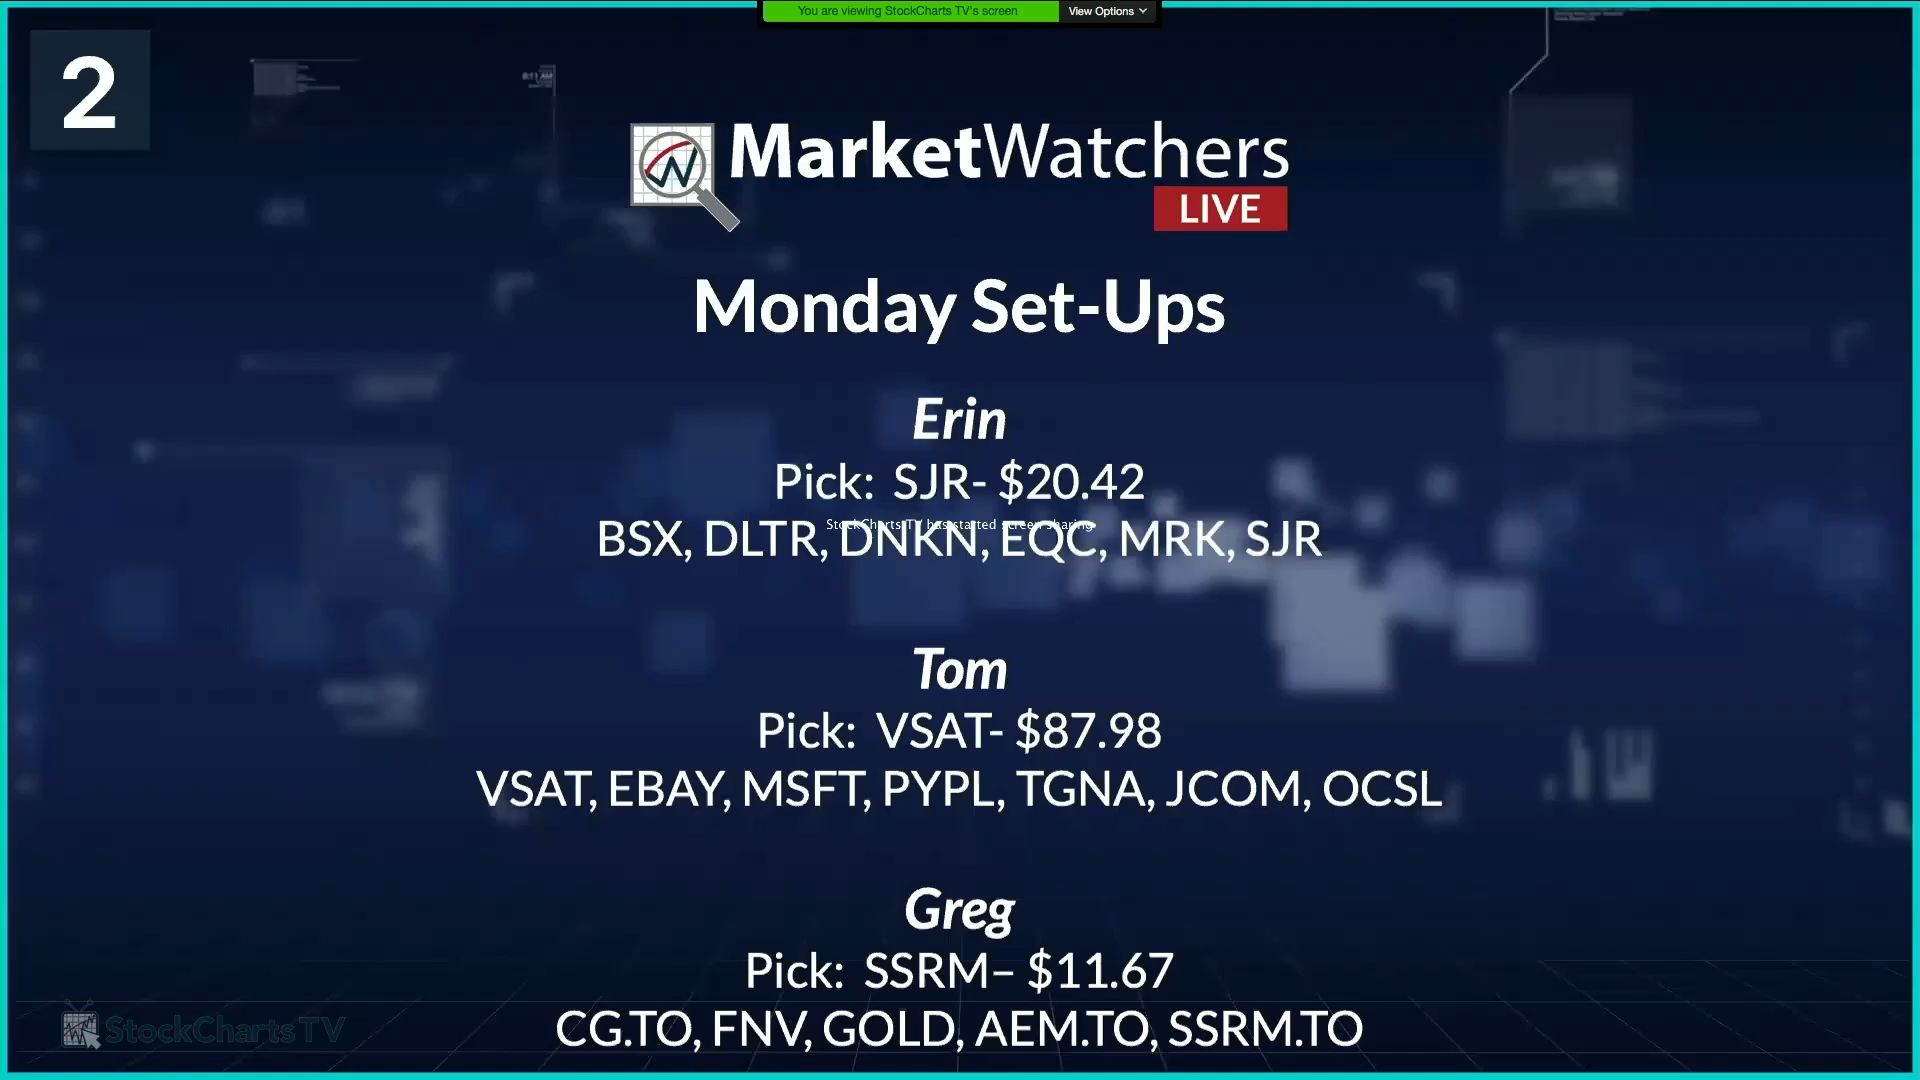 You are viewing StockCharts TV's screen View Options
2
8:11 AM
MarketWatchers
LIVE
Monday Set-Ups
Erin
Pick: SJR- $20.42
StockCharts TV has started screen sharing
BSX, DLTR, DNKN, EQC, MRK, SJR
Tom
Pick: VSAT- $87.98
VSAT, EBAY, MSFT, PYPL, TGNA, JCOM, OCSL
Greg
Pick: SSRM– $11.67
CG.TO, FNV, GOLD, AEM.TO, SSRM.TO
StockCharts TV